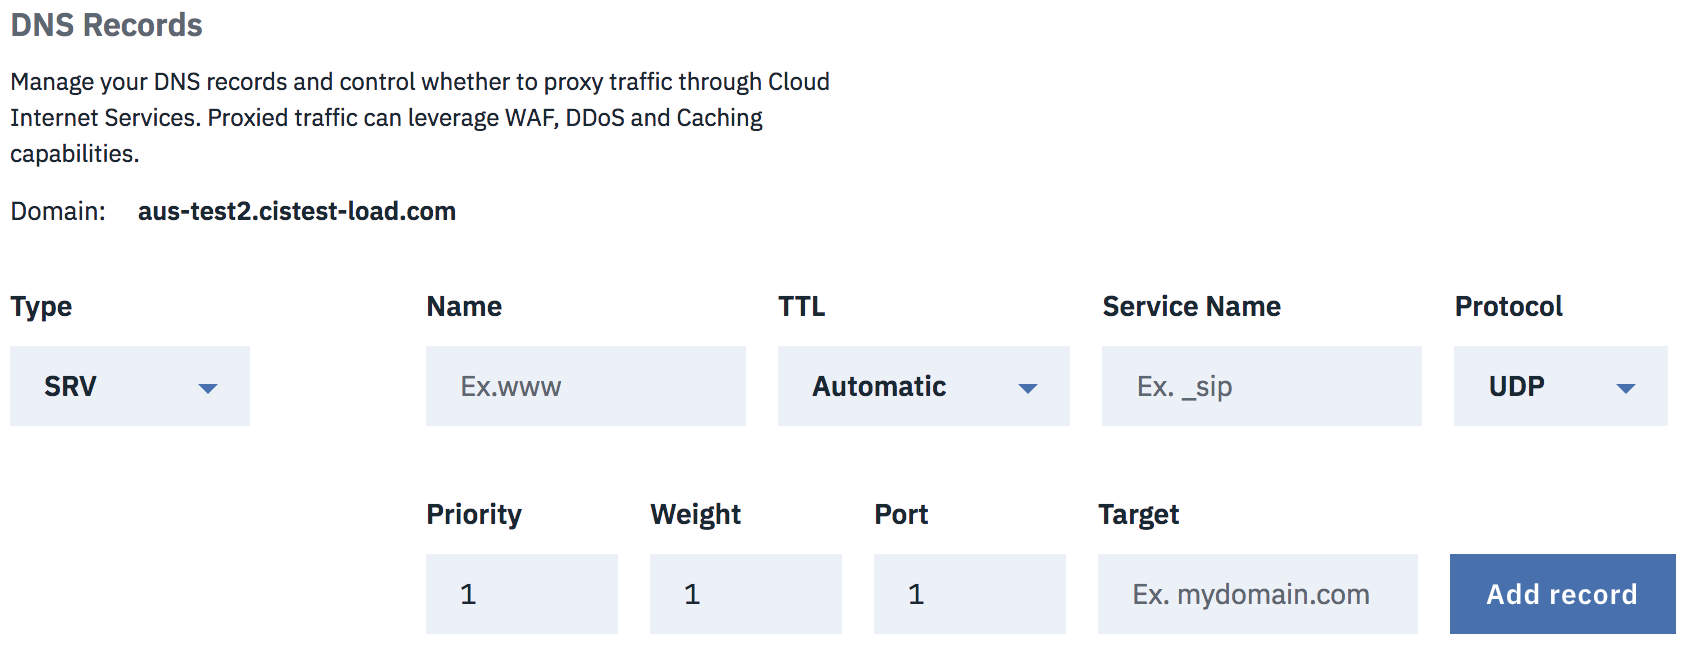 DNS Records
Manage your DNS records and control whether to proxy traffic through Cloud
Internet Services. Proxied traffic can leverage WAF, DDoS and Caching
capabilities.
Domain: aus-test2.cistest-load.com
Type Name TTL Service Name Protocol
SRV Ex.www Automatic Ex. _sip UDP
Priority Weight Port Target
1 1 1 Ex. mydomain.com Add record